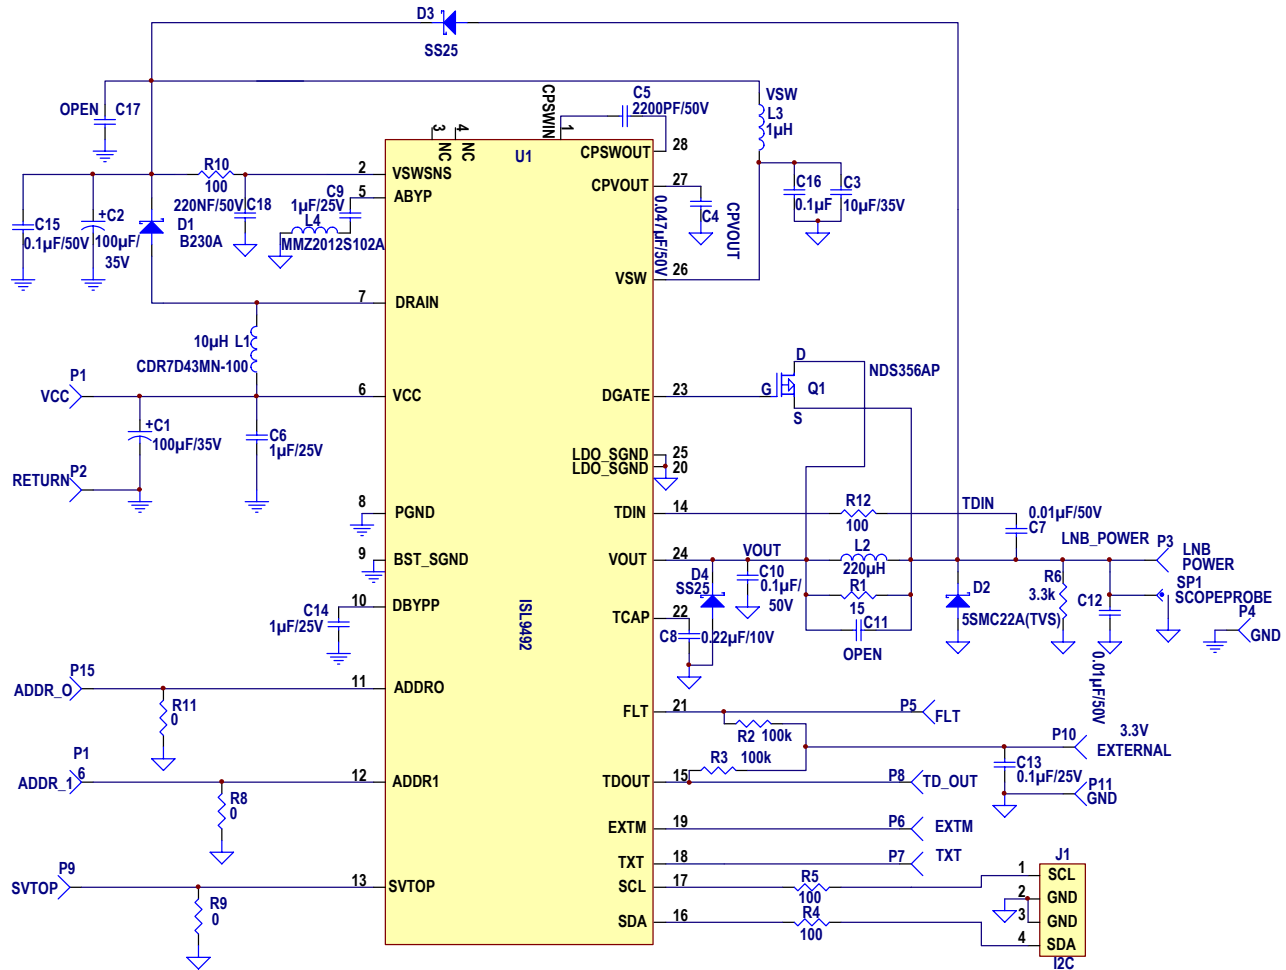 D3
SS25
OPEN
C17
CPSWIN
1
C5
2200PF/50V
VSW
L3
1µH
3
NC
4
NC
U1
CPSWOUT
28
R10
100
2
VSWSNS
CPVOUT
27
C16
0.1µF
C3
10µF/35V
220NF/50V
C18
C9
1µF/25V
5
ABYP
L4
MMZ2012S102A
C4
CPVOUT
0.047µF/50V
C15
0.1µF/50V
+C2
100µF/
35V
D1
B230A
VSW
26
7
DRAIN
10µH L1
CDR7D43MN-100
D
NDS356AP
G
Q1
S
P1
VCC
6
VCC
DGATE
23
+C1
100µF/35V
C6
1µF/25V
P2
RETURN
LDO_SGND
25
LDO_SGND
20
8
PGND
TDIN
14
R12
100
TDIN
0.01µF/50V
C7
9
BST_SGND
VOUT
24
VOUT
L2
220µH
LNB_POWER
P3
LNB
POWER
D4
SS25
C10
0.1µF/
50V
R1
15
C11
OPEN
D2
5SMC22A(TVS)
R6
3.3k
C12
0.01µF/50V
SP1
SCOPEPROBE
P4
GND
10
DBYPP
C14
1µF/25V
ISL9492
TCAP
22
C8
0.22µF/10V
P15
ADDR_O
11
ADDRO
R11
0
FLT
21
P5
FLT
R2
100k
R3
100k
P10
3.3V
EXTERNAL
C13
0.1µF/25V
P11
GND
P1
6
ADDR_1
12
ADDR1
R8
0
TDOUT
15
P8
TD_OUT
EXTM
19
P6
EXTM
TXT
18
P7
TXT
P9
SVTOP
13
SVTOP
R9
0
SCL
17
R5
100
SDA
16
R4
100
J1
1
SCL
2
GND
3
GND
4
SDA
I2C